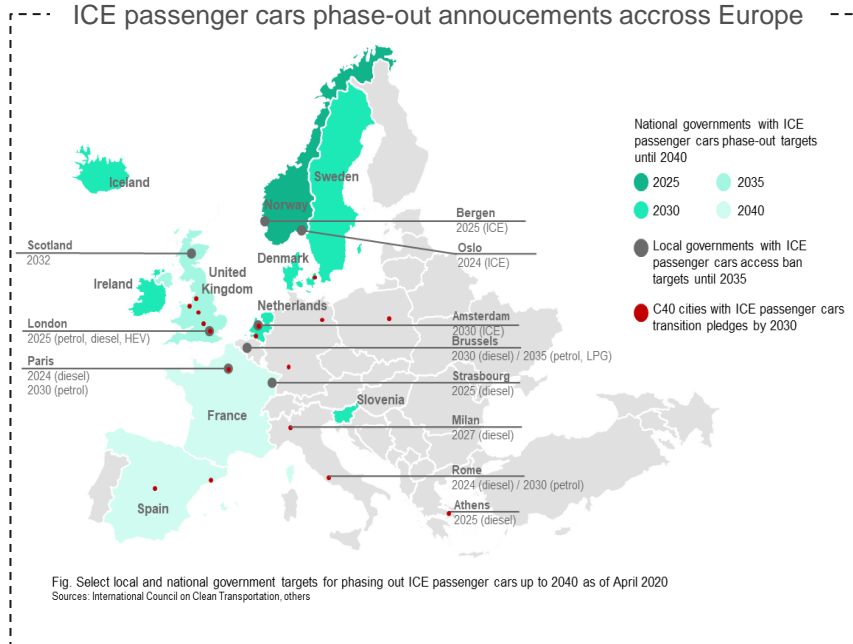 ICE passenger cars phase-out annoucements accross Europe
National governments with ICE
passenger cars phase-out targets
until 2040
2025
2035
2030
2040
Local governments with ICE
passenger cars access ban
targets until 2035
C40 cities with ICE passenger cars
transition pledges by 2030
Iceland
Sweden
Norway
Bergen
2025 (ICE)
Oslo
2024 (ICE)
Scotland
2032
Denmark
United
Kingdom
Ireland
Netherlands
London
2025 (petrol, diesel, HEV)
Amsterdam
2030 (ICE)
Brussels
2030 (diesel) / 2035 (petrol, LPG)
Paris
2024 (diesel)
2030 (petrol)
Strasbourg
2025 (diesel)
France
Slovenia
Milan
2027 (diesel)
Rome
2024 (diesel) / 2030 (petrol)
Spain
Athens
2025 (diesel)
Fig. Select local and national government targets for phasing out ICE passenger cars up to 2040 as of April 2020
Sources: International Council on Clean Transportation, others